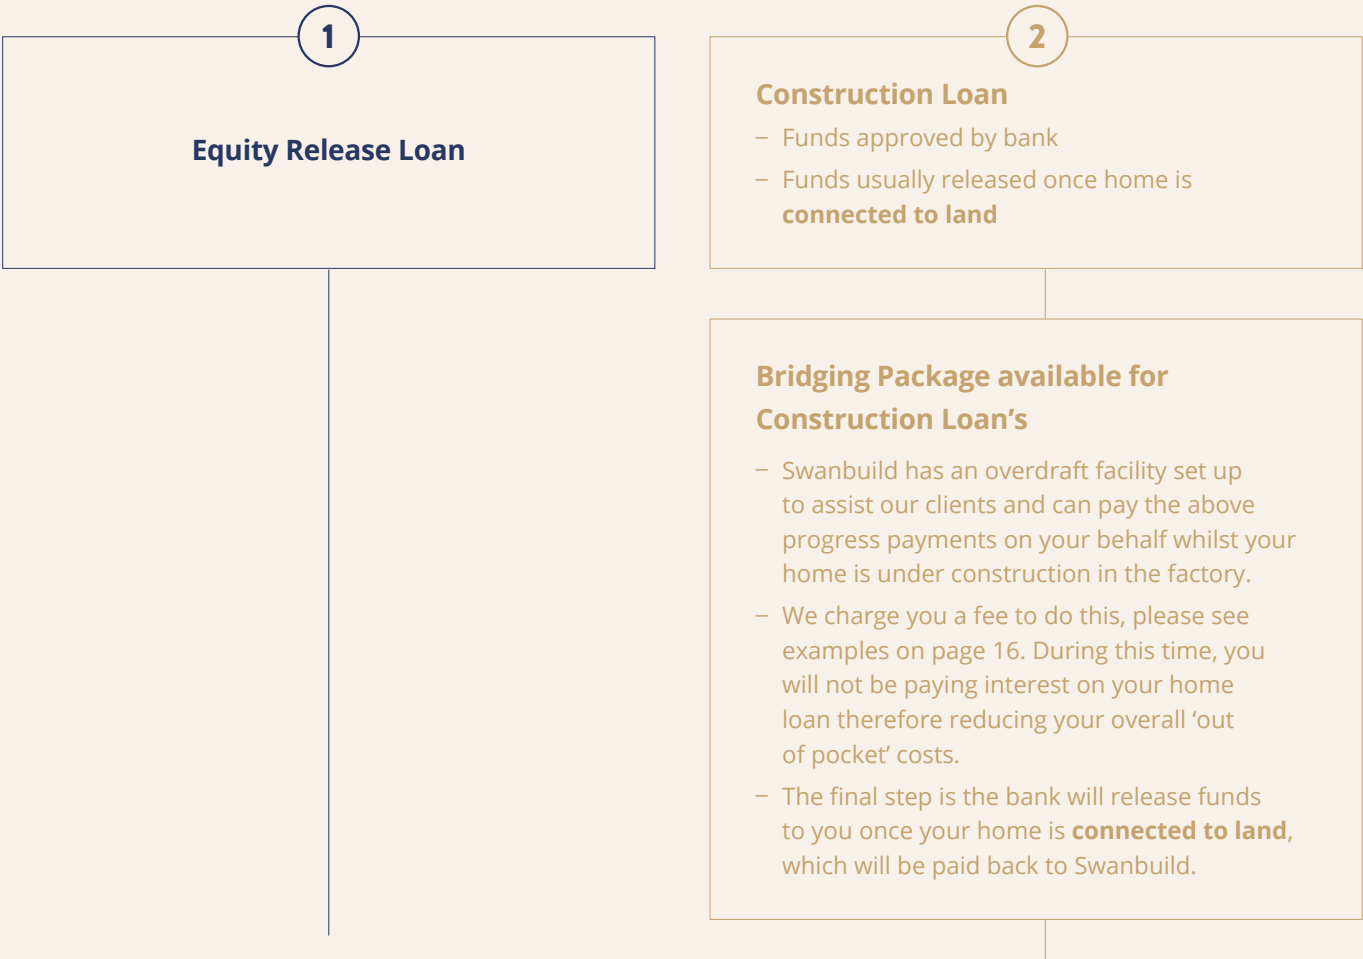 1
Equity Release Loan
2
Construction Loan
– Funds approved by bank
– Funds usually released once home is
connected to land
Bridging Package available for
Construction Loan’s
– Swanbuild has an overdraft facility set up
to assist our clients and can pay the above
progress payments on your behalf whilst your
home is under construction in the factory.
– We charge you a fee to do this, please see
examples on page 16. During this time, you
will not be paying interest on your home
loan therefore reducing your overall ‘out
of pocket’ costs.
– The final step is the bank will release funds
to you once your home is connected to land,
which will be paid back to Swanbuild.